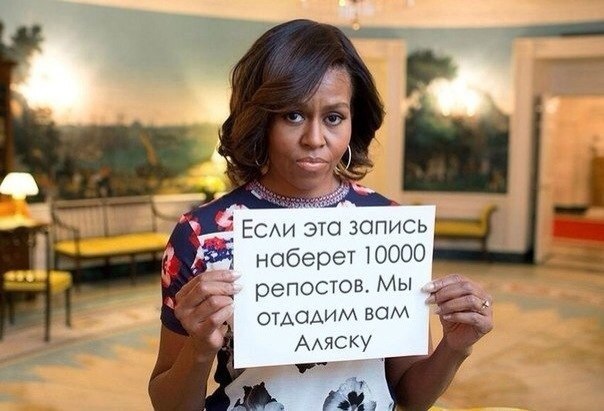 Если эта запись
наберет 10000
репостов. Мы
отдадим вам
Аляску